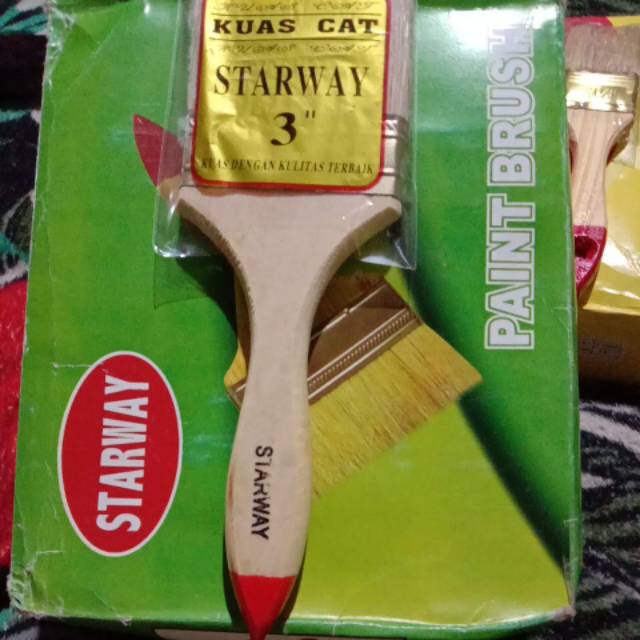 KUAS CAT
STARWAY
3"
KUAS DENGAN KULITAS TERBAIK
PAINT BRUSH
STARWAY
STARWAY